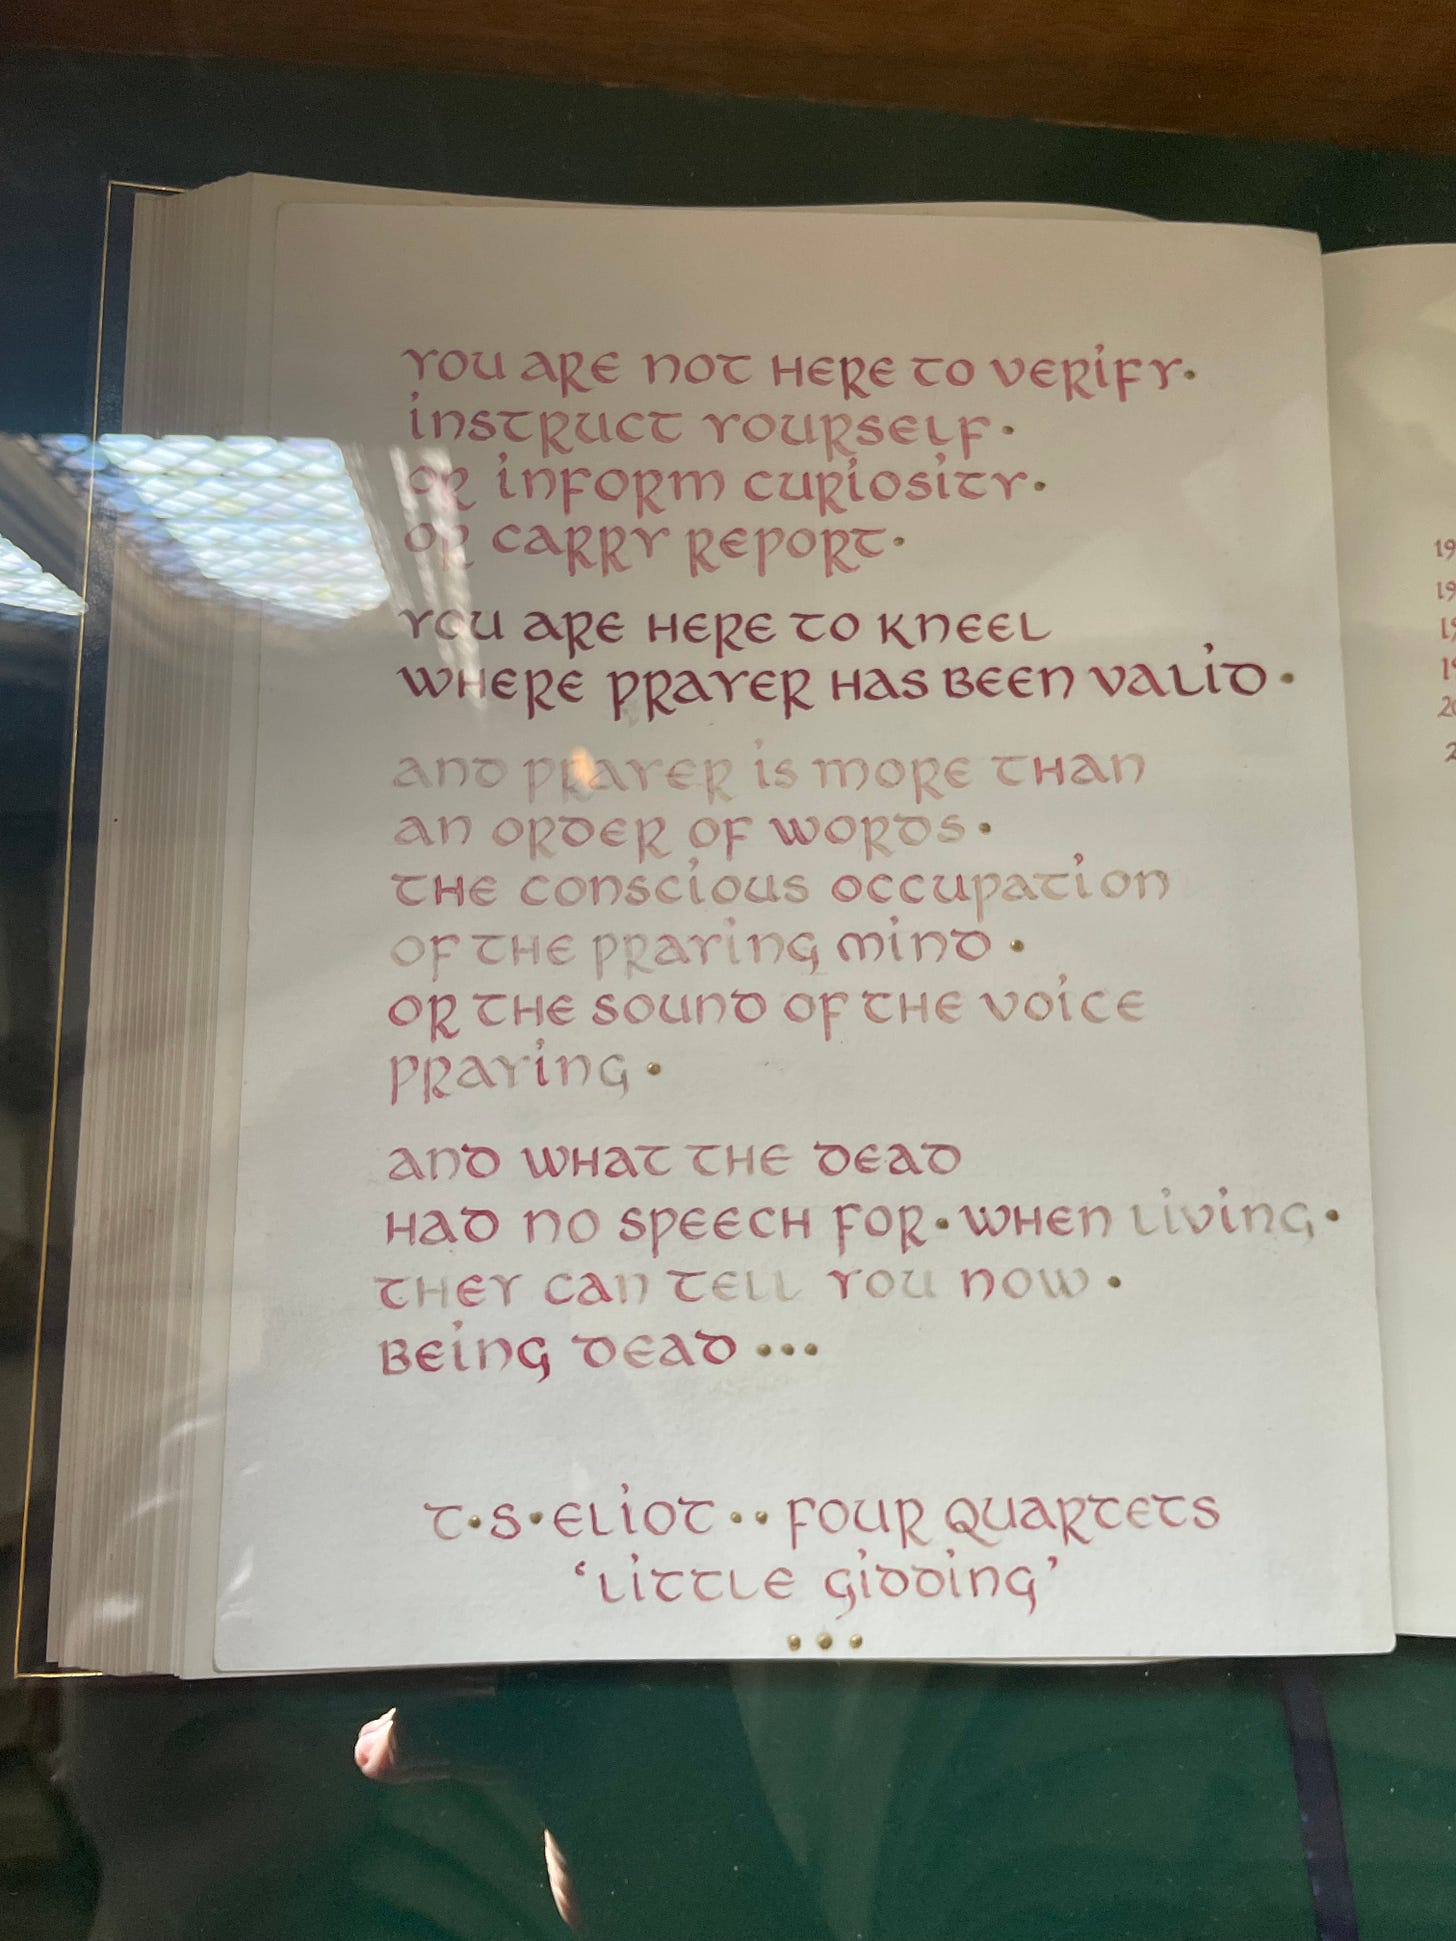 YOU ARE NOT HERE TO VERIFY·
INSTRUCT YOURSELF·
OR INFORM CURIOSITY·
OR CARRY REPORT·
YOU ARE HERE TO KNEEL
WHERE PRAYER HAS BEEN VALID·
AND PRAYER IS MORE THAN
AN ORDER OF WORDS·
THE CONSCIOUS OCCUPATION
OF THE PRAYING MIND·
OR THE SOUND OF THE VOICE
PRAYING·
AND WHAT THE DEAD
HAD NO SPEECH FOR·WHEN LIVING·
THEY CAN TELL YOU NOW·
BEING DEAD···
T·S·ELIOT··FOUR QUARTETS
'LITTLE GIDDING'